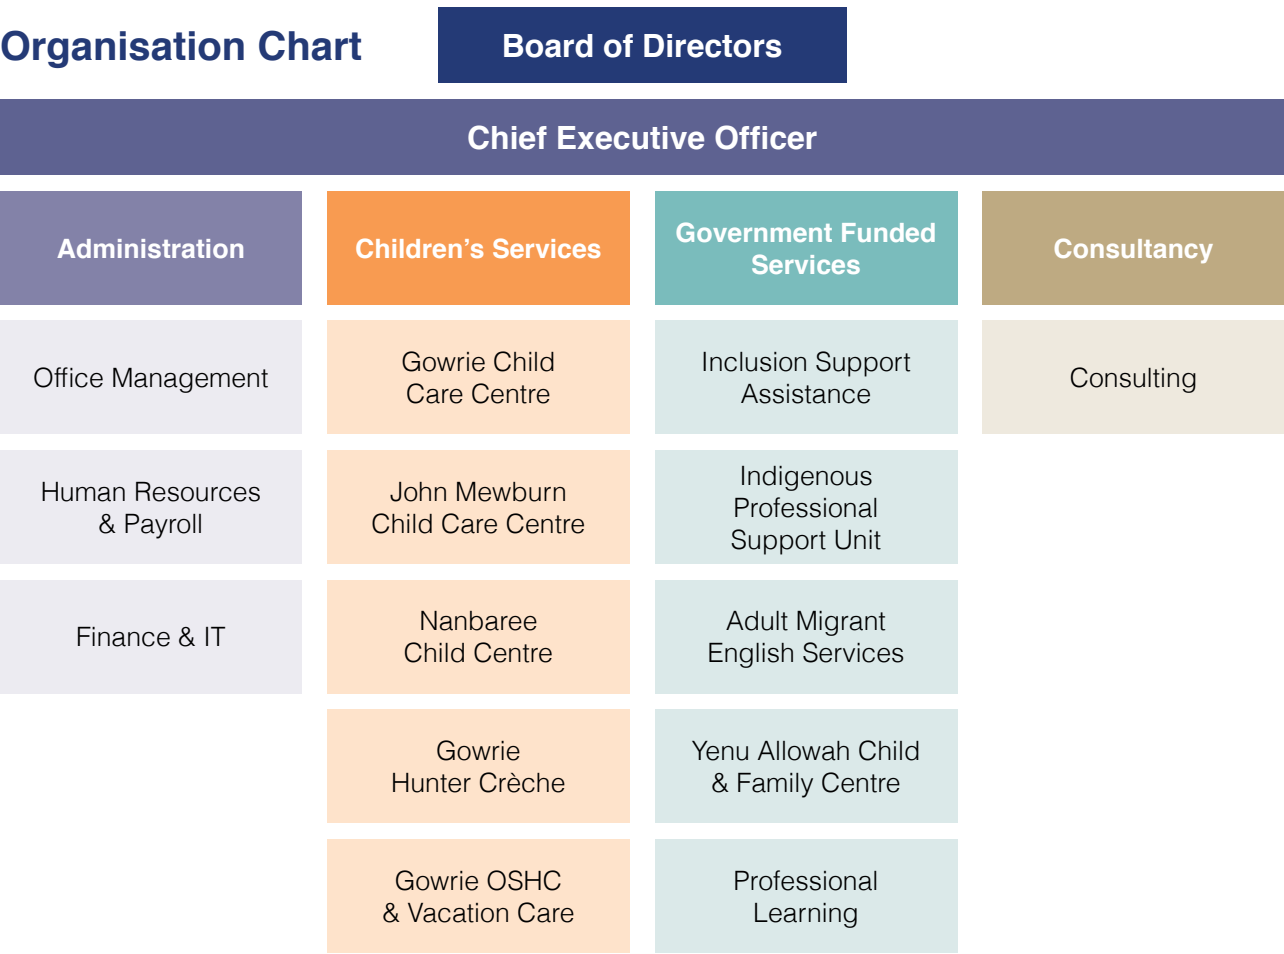 Organisation Chart
Board of Directors
Chief Executive Officer
Administration
Office Management
Human Resources
& Payroll
Finance & IT
Children’s Services
Gowrie Child
Care Centre
John Mewburn
Child Care Centre
Nanbaree
Child Centre
Gowrie
Hunter Crèche
Gowrie OSHC
& Vacation Care
Government Funded
Services
Inclusion Support
Assistance
Indigenous
Professional
Support Unit
Adult Migrant
English Services
Yenu Allowah Child
& Family Centre
Professional
Learning
Consultancy
Consulting